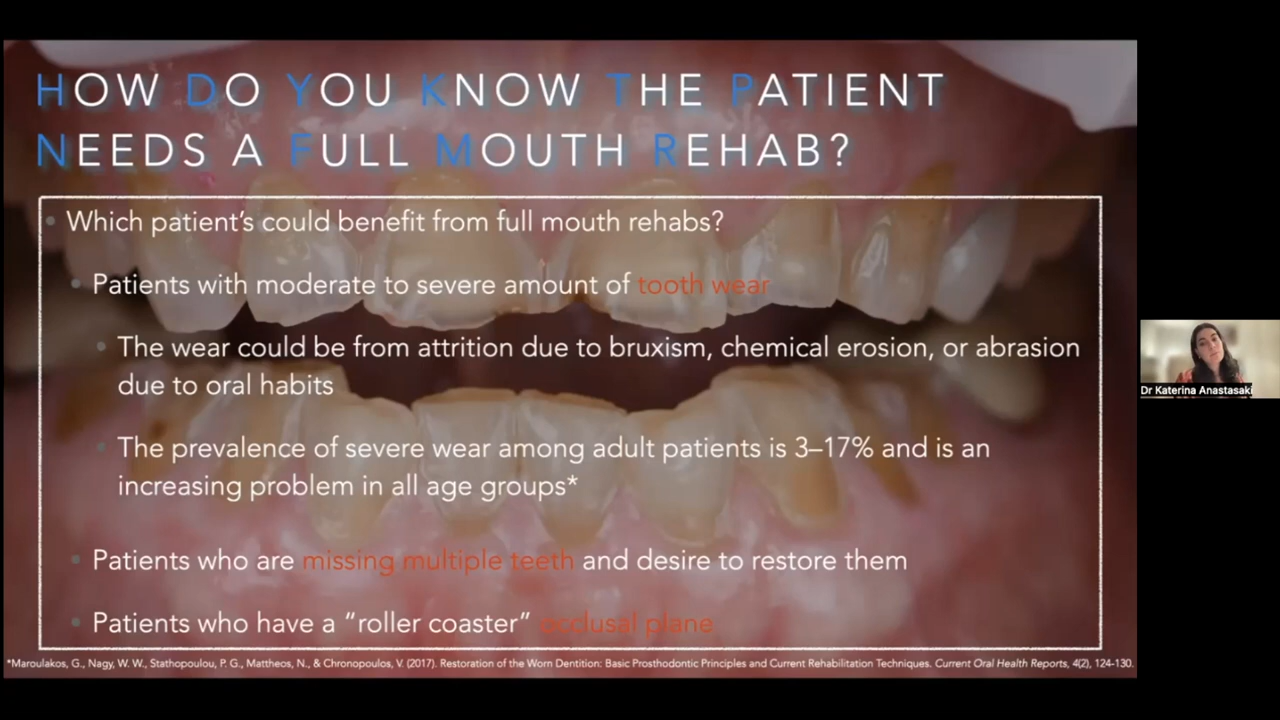 HOW DO YOU KNOW THE PATIENT
NEEDS A FULL MOUTH REHAB?
• Which patient's could benefit from full mouth rehabs?
• Patients with moderate to severe amount of tooth wear
• The wear could be from attrition due to bruxism, chemical erosion, or abrasion
due to oral habits
• The prevalence of severe wear among adult patients is 3–17% and is an
increasing problem in all age groups*
• Patients who are missing multiple teeth and desire to restore them
• Patients who have a “roller coaster” occlusal plane
*Maroulakos, G., Nagy, W. W., Stathopoulou, P. G., Mattheos, N., & Chronopoulos, V. (2017). Restoration of the Worn Dentition: Basic Prosthodontic Principles and Current Rehabilitation Techniques. Current Oral Health Reports, 4(2), 124-130.
Dr Katerina Anastasaki